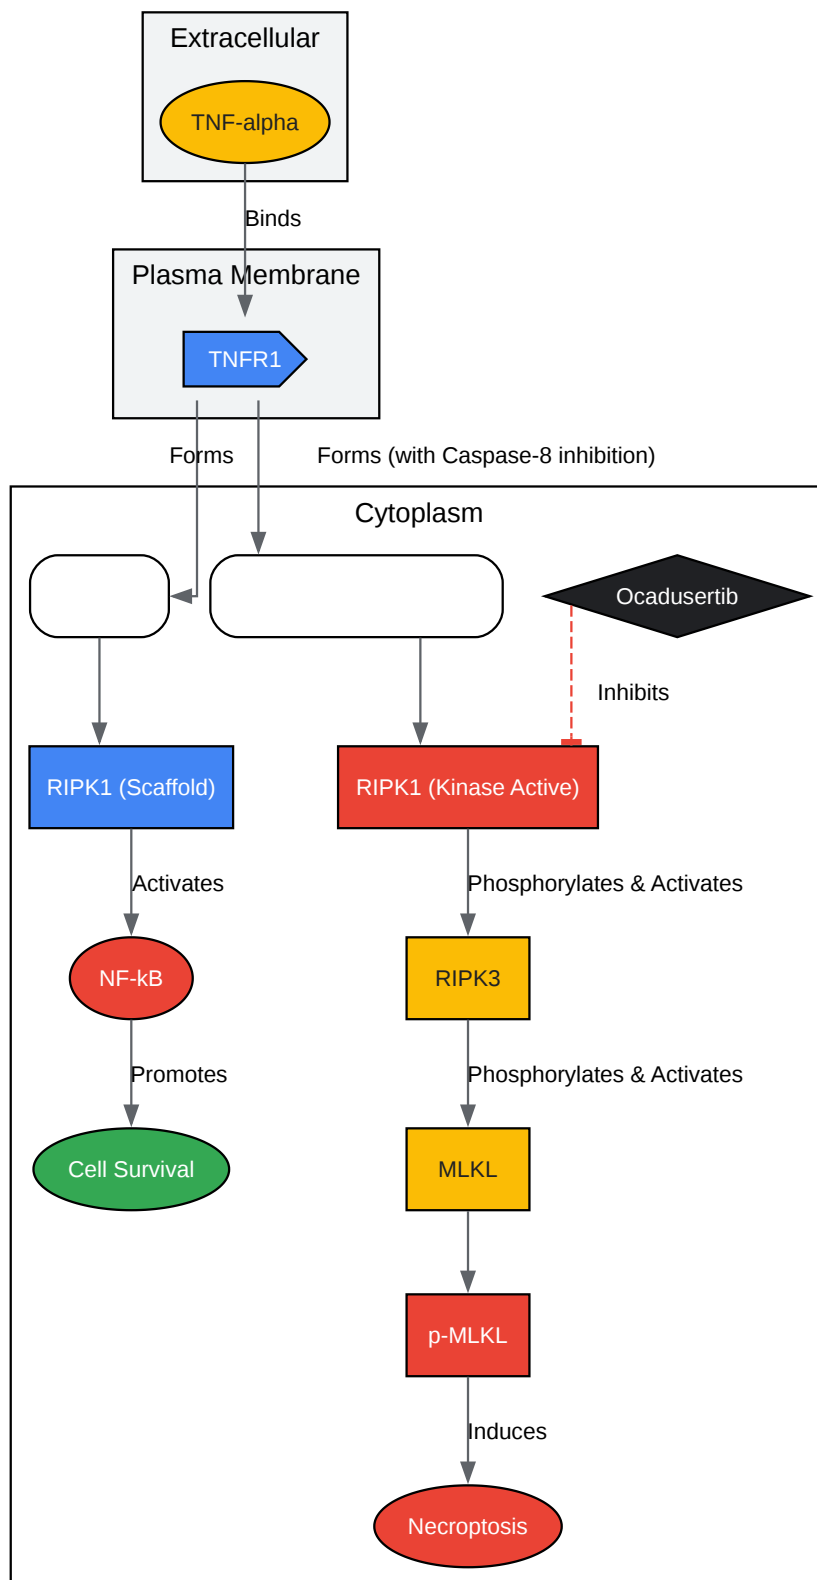 Extracellular
TNF-alpha
Binds
Plasma Membrane
TNFR1
Forms
Forms (with Caspase-8 inhibition)
Cytoplasm
Ocadusertib
Inhibits
RIPK1 (Scaffold)
RIPK1 (Kinase Active)
Activates
Phosphorylates & Activates
NF-kB
RIPK3
Promotes
Phosphorylates & Activates
Cell Survival
MLKL
p-MLKL
Induces
Necroptosis